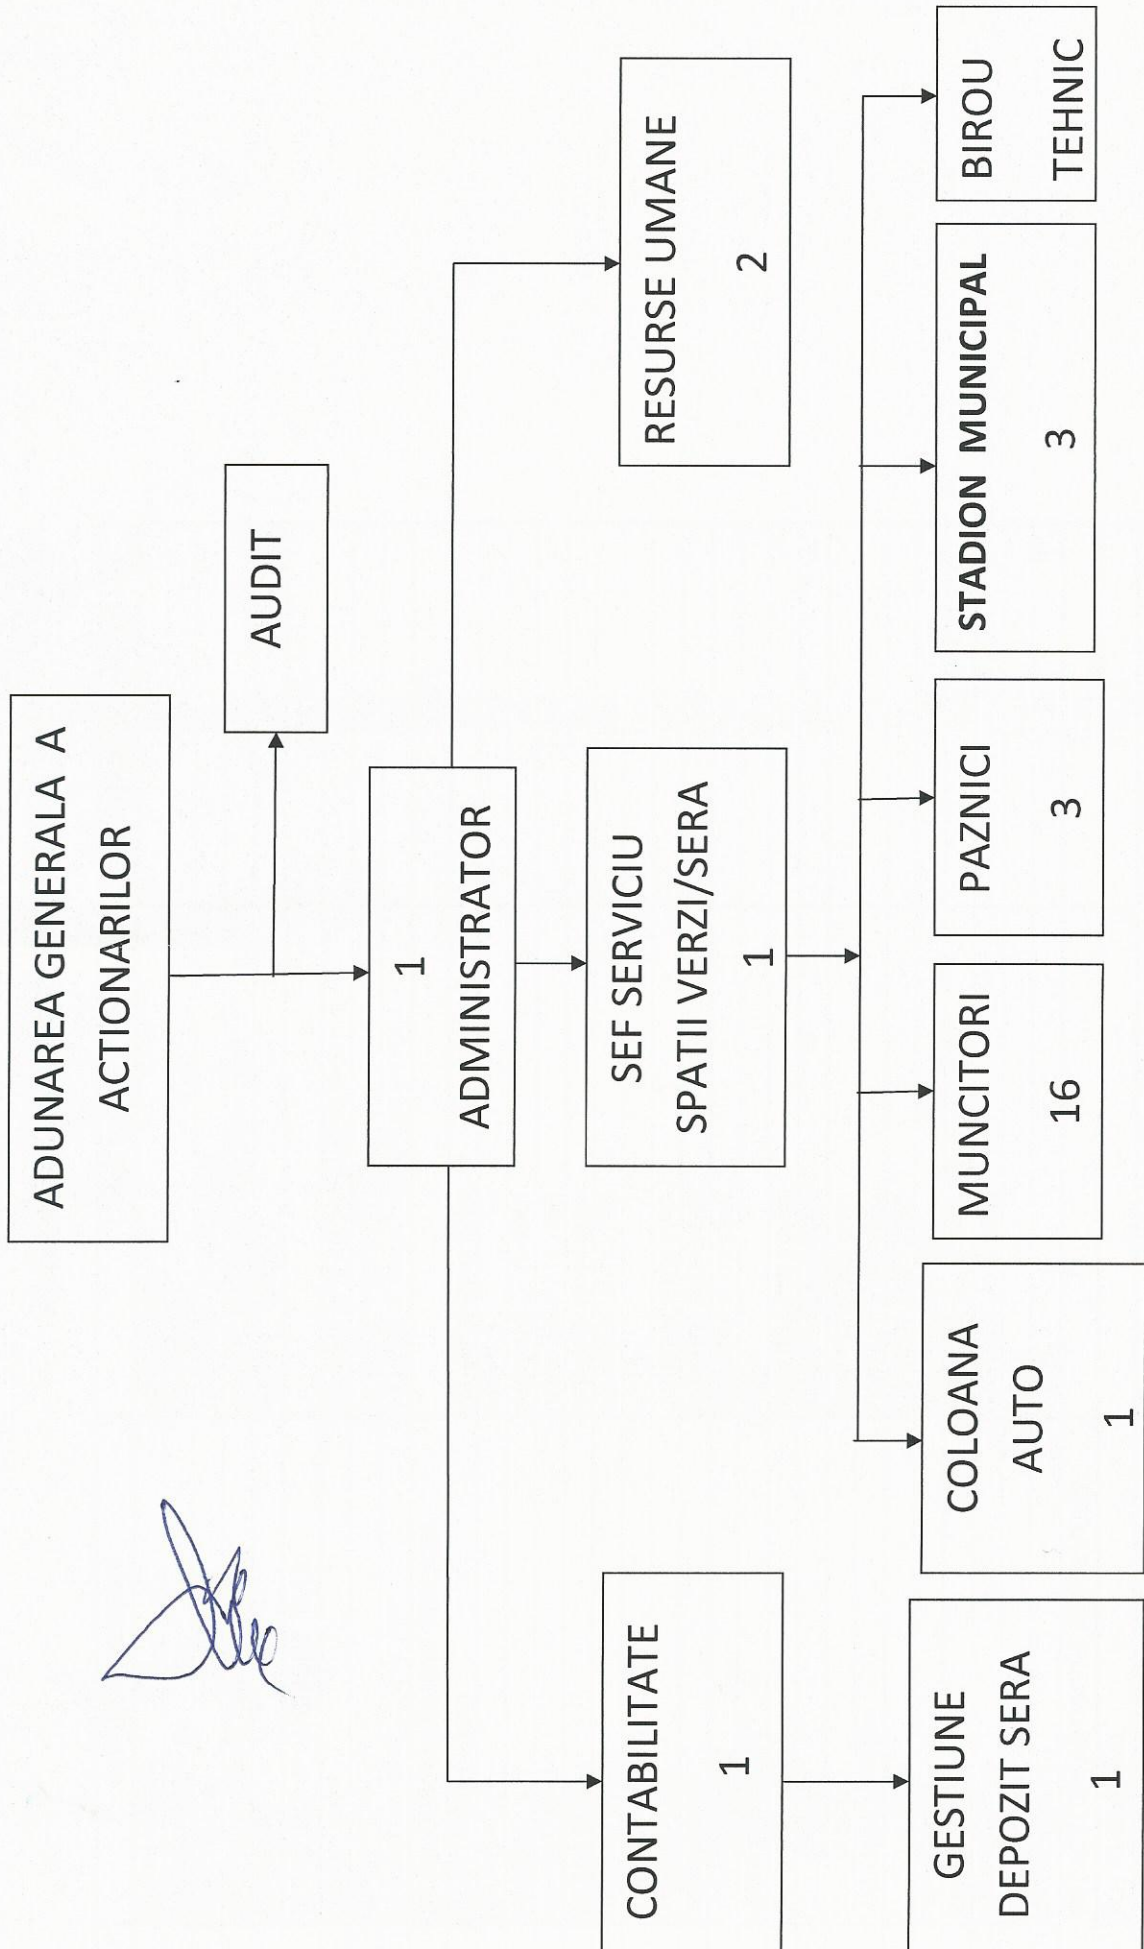 ADUNAREA GENERALA A
ACTIONARILOR
AUDIT
1
ADMINISTRATOR
CONTABILITATE
1
SEF SERVICIU
SPATII VERZI/SERA
1
RESURSE UMANE
2
GESTIUNE
DEPOZIT SERA
1
COLOANA
AUTO
1
MUNCITORI
16
PAZNICI
3
STADION MUNICIPAL
3
BIROU
TEHNIC